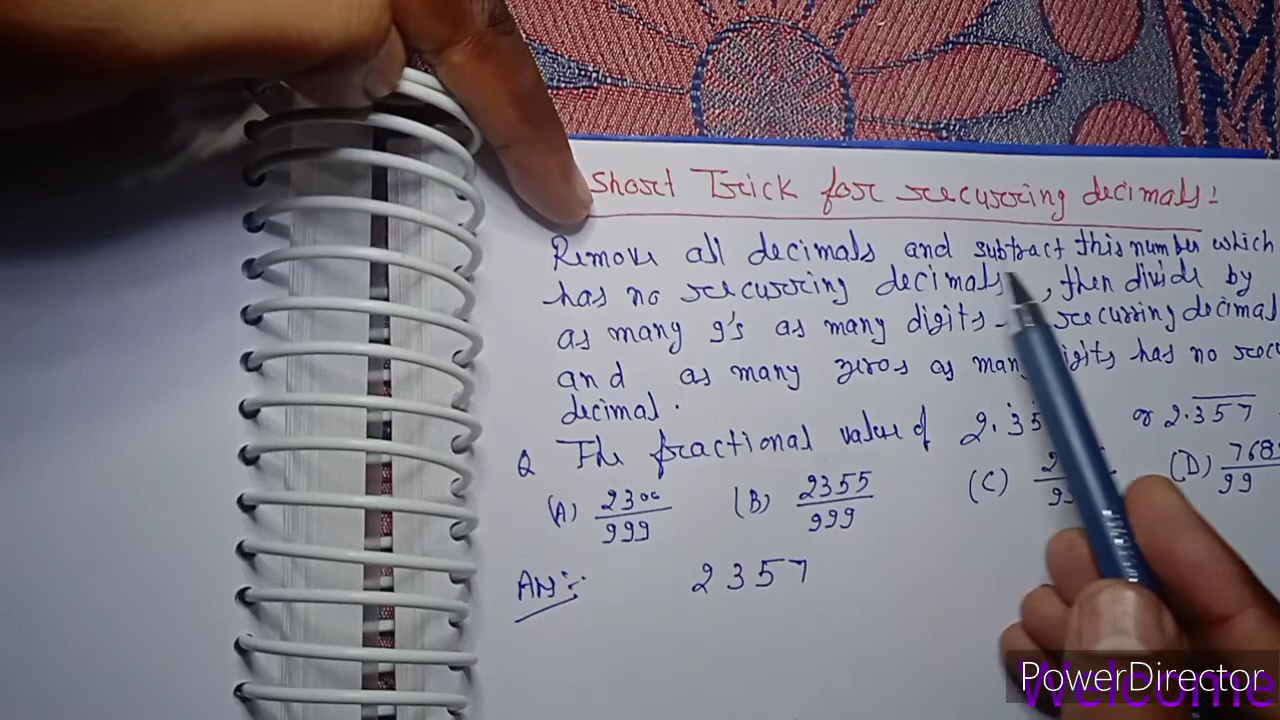 Short Trick for recurring decimals:
Remove all decimals and subtract this number which
has no recurring decimals, then divide by
as many 9's as many digits recurring decimal
and as many zeros as many digits has no
decimal.
Q The fractional value of 2.35 or 2.357
(A) 2300/999 (B) 2355/999 (C) (D) 768/99
Ans:- 2357
Welcome
PowerDirector